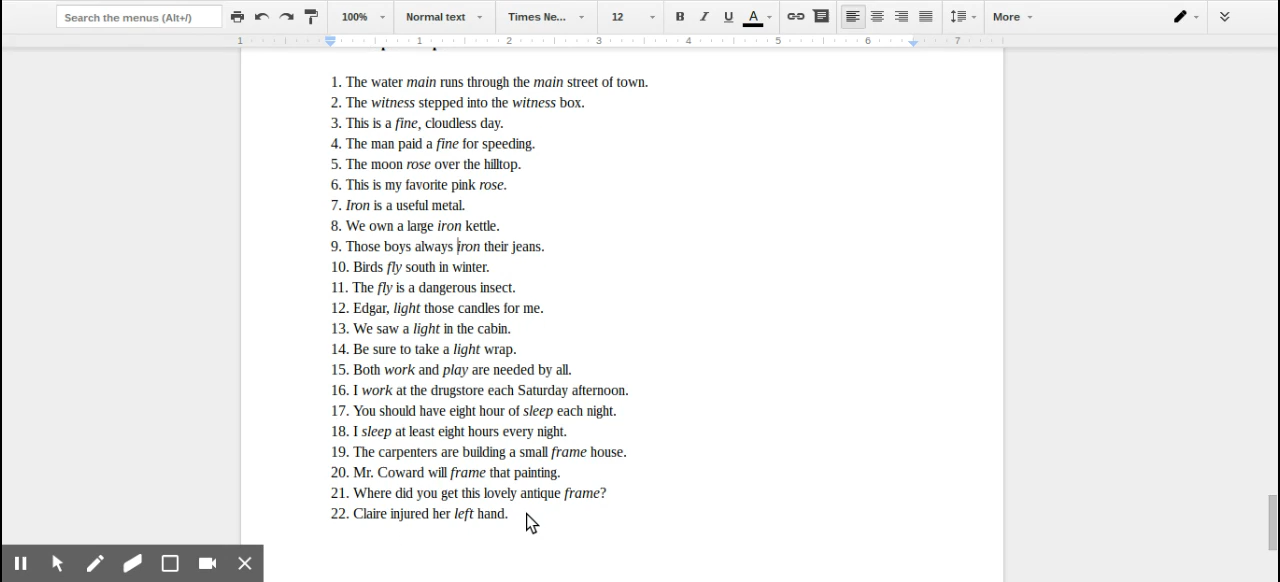 Search the menus (Alt+/) 100% Normal text Times Ne... 12 B I U A More
1 1 2 3 4 5 6 7
1. The water main runs through the main street of town.
2. The witness stepped into the witness box.
3. This is a fine, cloudless day.
4. The man paid a fine for speeding.
5. The moon rose over the hilltop.
6. This is my favorite pink rose.
7. Iron is a useful metal.
8. We own a large iron kettle.
9. Those boys always iron their jeans.
10. Birds fly south in winter.
11. The fly is a dangerous insect.
12. Edgar, light those candles for me.
13. We saw a light in the cabin.
14. Be sure to take a light wrap.
15. Both work and play are needed by all.
16. I work at the drugstore each Saturday afternoon.
17. You should have eight hour of sleep each night.
18. I sleep at least eight hours every night.
19. The carpenters are building a small frame house.
20. Mr. Coward will frame that painting.
21. Where did you get this lovely antique frame?
22. Claire injured her left hand.